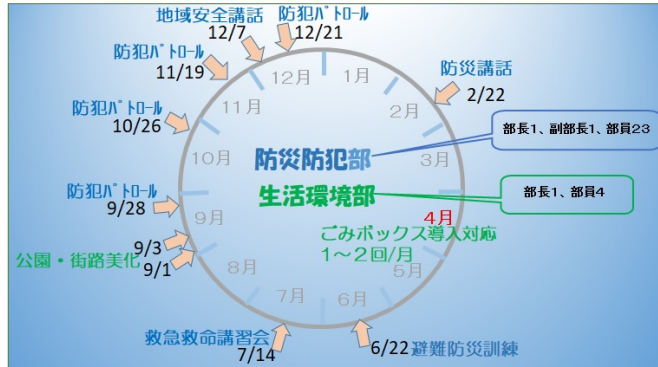 地域安全講話
12/7
防犯ﾊﾟﾄﾛｰﾙ
12/21
防犯ﾊﾟﾄﾛｰﾙ
11/19
防災講話
2/22
防犯ﾊﾟﾄﾛｰﾙ
10/26
12月
1月
11月
2月
10月
3月
9月
4月
8月
5月
7月
6月
防災防犯部
部長1、副部長1、部員23
生活環境部
部長1、部員4
ごみボックス導入対応
1～2回/月
防犯ﾊﾟﾄﾛｰﾙ
9/28
9/3
公園・街路美化
9/1
救急救命講習会
7/14
6/22避難防災訓練